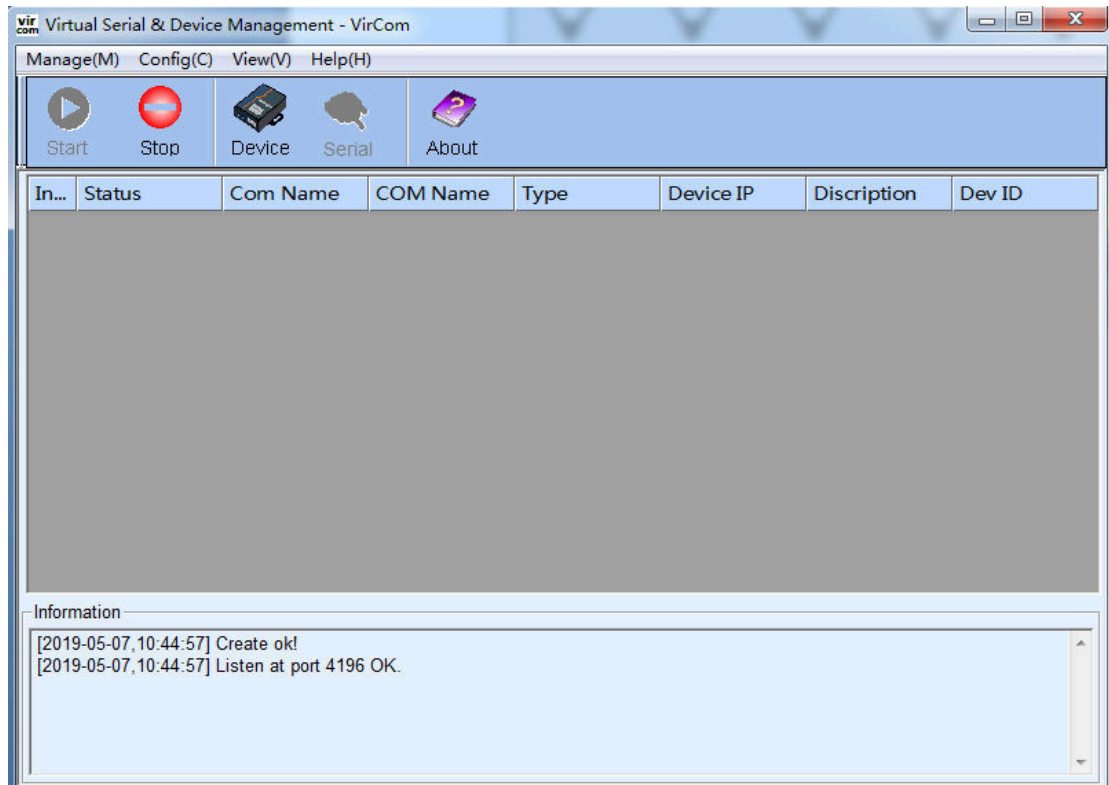 vir com Virtual Serial & Device Management - VirCom
Manage(M) Config(C) View(V) Help(H)
Start Stop Device Serial About
In... Status Com Name COM Name Type Device IP Discription Dev ID
Information
[2019-05-07,10:44:57] Create ok!
[2019-05-07,10:44:57] Listen at port 4196 OK.